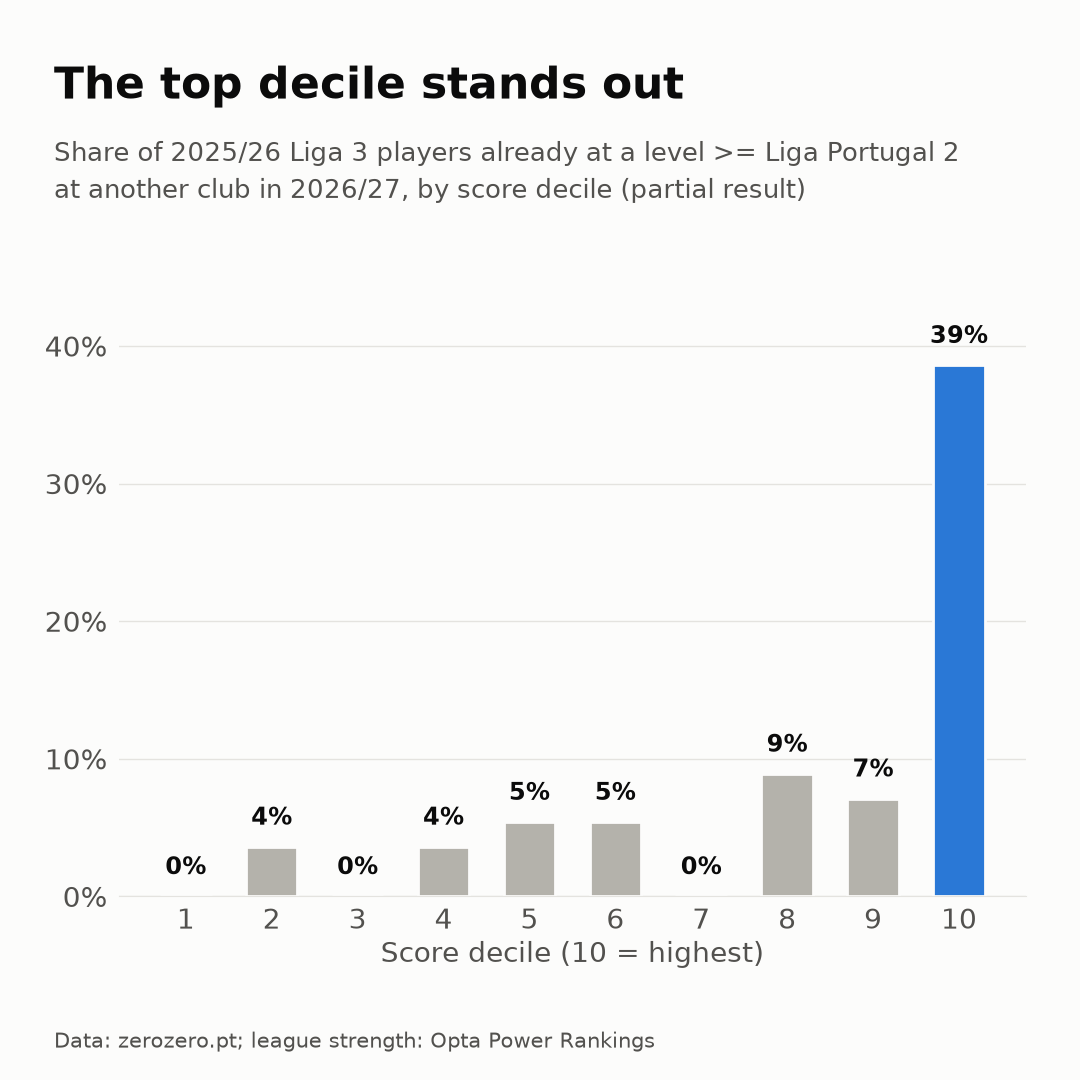 The top decile stands out
Share of 2025/26 Liga 3 players already at a level >= Liga Portugal 2
at another club in 2026/27, by score decile (partial result)
40%
30%
20%
10%
0%
0%
4%
0%
4%
5%
5%
0%
9%
7%
39%
1 2 3 4 5 6 7 8 9 10
Score decile (10 = highest)
Data: zerozero.pt; league strength: Opta Power Rankings